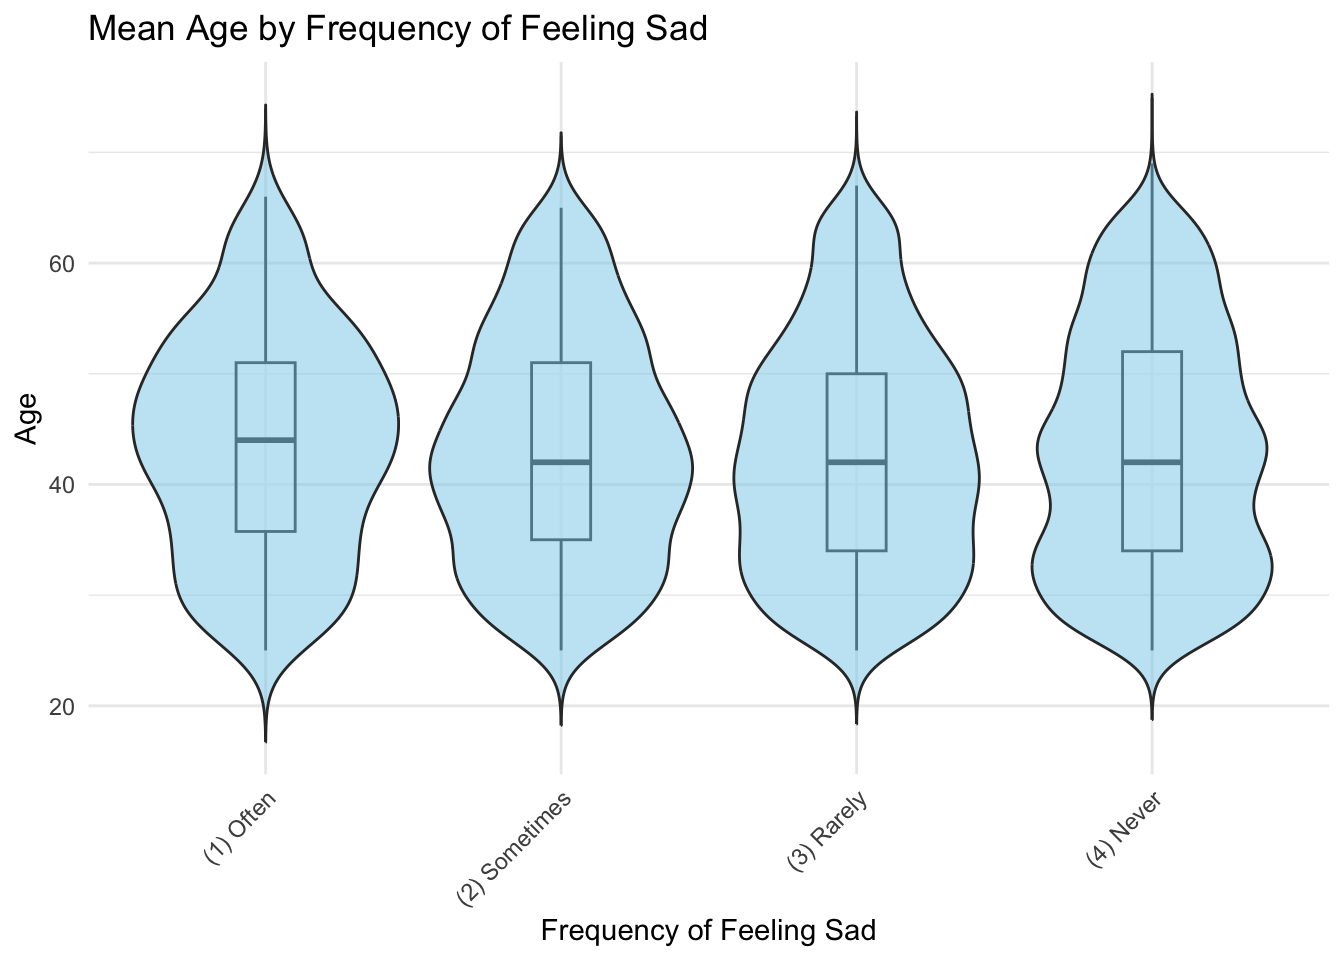 Mean Age by Frequency of Feeling Sad
Age
60
40
20
(1) Often
(2) Sometimes
(3) Rarely
(4) Never
Frequency of Feeling Sad